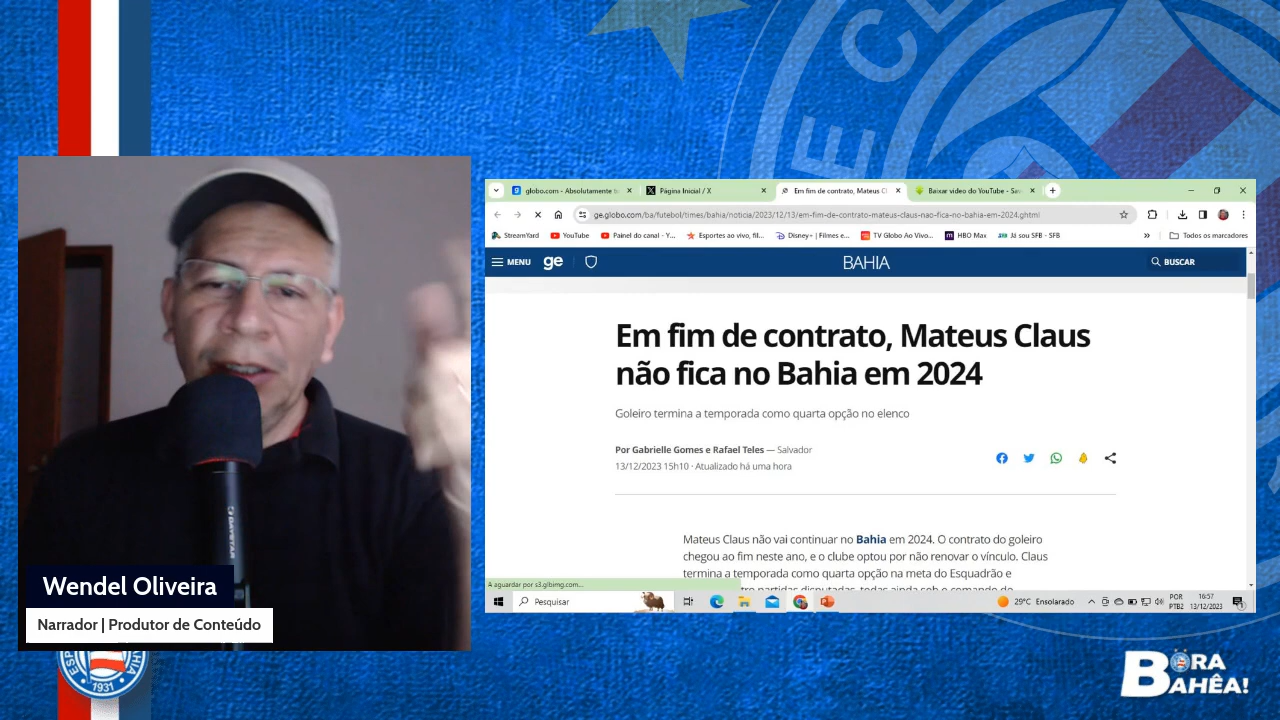 E C
globo.com - Absolutamente t
Página Inicial / X
Em fim de contrato, Mateus C
Baixar video do YouTube - Sav
ge.globo.com/ba/futebol/times/bahia/noticia/2023/12/13/em-fim-de-contrato-mateus-claus-nao-fica-no-bahia-em-2024.ghtml
StreamYard
YouTube
Painel do canal - Y...
Esportes ao vivo, fil...
Disney+ | Filmes e...
TV Globo Ao Vivo...
HBO Max
Já sou SFB - SFB
»
Todos os marcadores
MENU
ge
BAHIA
BUSCAR
Em fim de contrato, Mateus Claus
não fica no Bahia em 2024
Goleiro termina a temporada como quarta opção no elenco
Por Gabrielle Gomes e Rafael Teles — Salvador
13/12/2023 15h10 · Atualizado há uma hora
Mateus Claus não vai continuar no Bahia em 2024. O contrato do goleiro
chegou ao fim neste ano, e o clube optou por não renovar o vínculo. Claus
termina a temporada como quarta opção na meta do Esquadrão e
A aguardar por s3.glbimg.com...
Pesquisar
29°C Ensolarado
POR
PTB2
16:57
13/12/2023
Wendel Oliveira
Narrador | Produtor de Conteúdo
1931
BÖRA
BAHÊA!